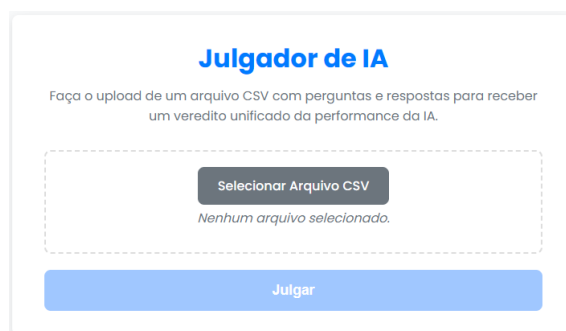 Julgador de IA
Faça o upload de um arquivo CSV com perguntas e respostas para receber
um veredito unificado da performance da IA.
Selecionar Arquivo CSV
Nenhum arquivo selecionado.
Julgar